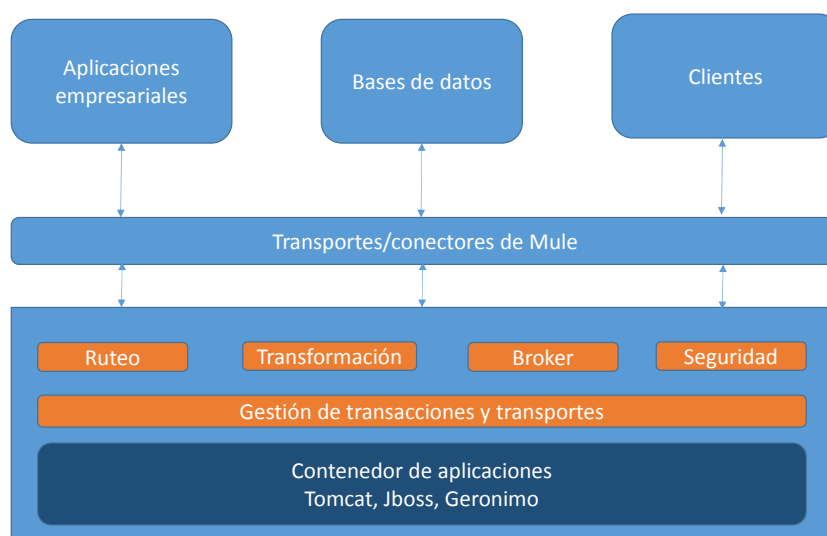 Aplicaciones
empresariales
Bases de datos
Clientes
Transportes/conectores de Mule
Ruteo
Transformación
Broker
Seguridad
Gestión de transacciones y transportes
Contenedor de aplicaciones
Tomcat, Jboss, Geronimo